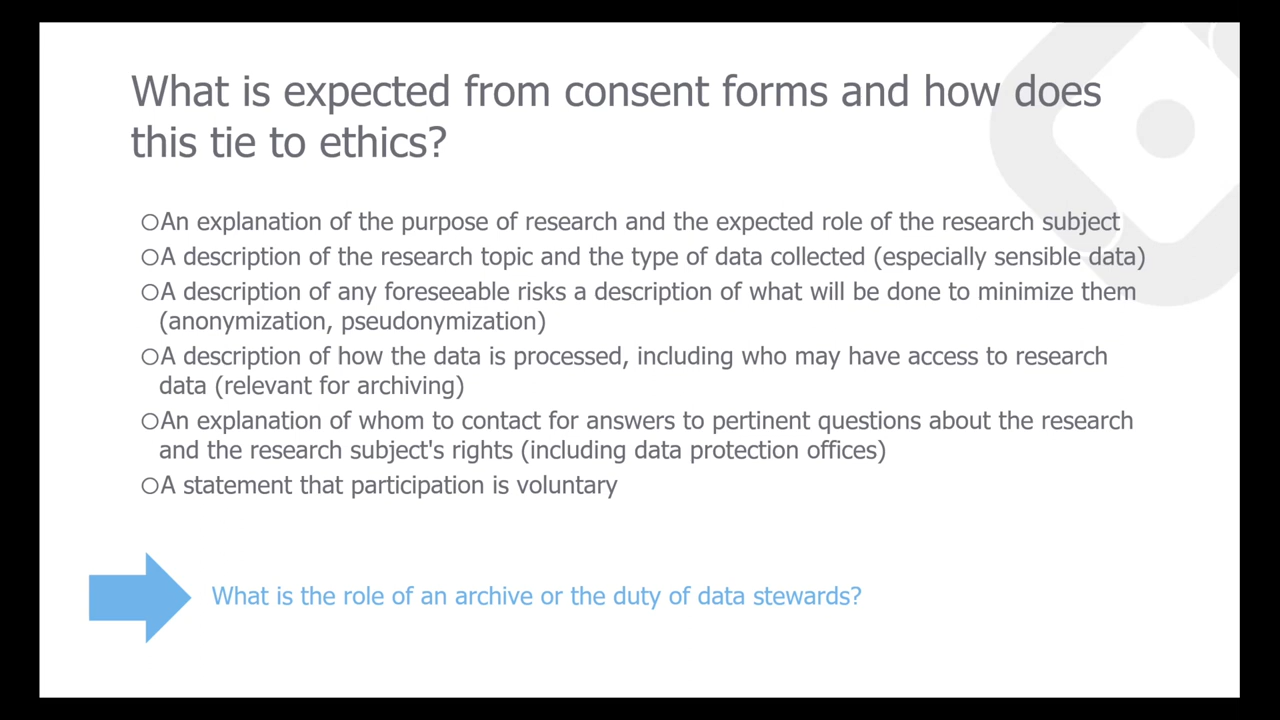 What is expected from consent forms and how does
this tie to ethics?
○An explanation of the purpose of research and the expected role of the research subject
○A description of the research topic and the type of data collected (especially sensible data)
○A description of any foreseeable risks a description of what will be done to minimize them
(anonymization, pseudonymization)
○A description of how the data is processed, including who may have access to research
data (relevant for archiving)
○An explanation of whom to contact for answers to pertinent questions about the research
and the research subject's rights (including data protection offices)
○A statement that participation is voluntary
What is the role of an archive or the duty of data stewards?